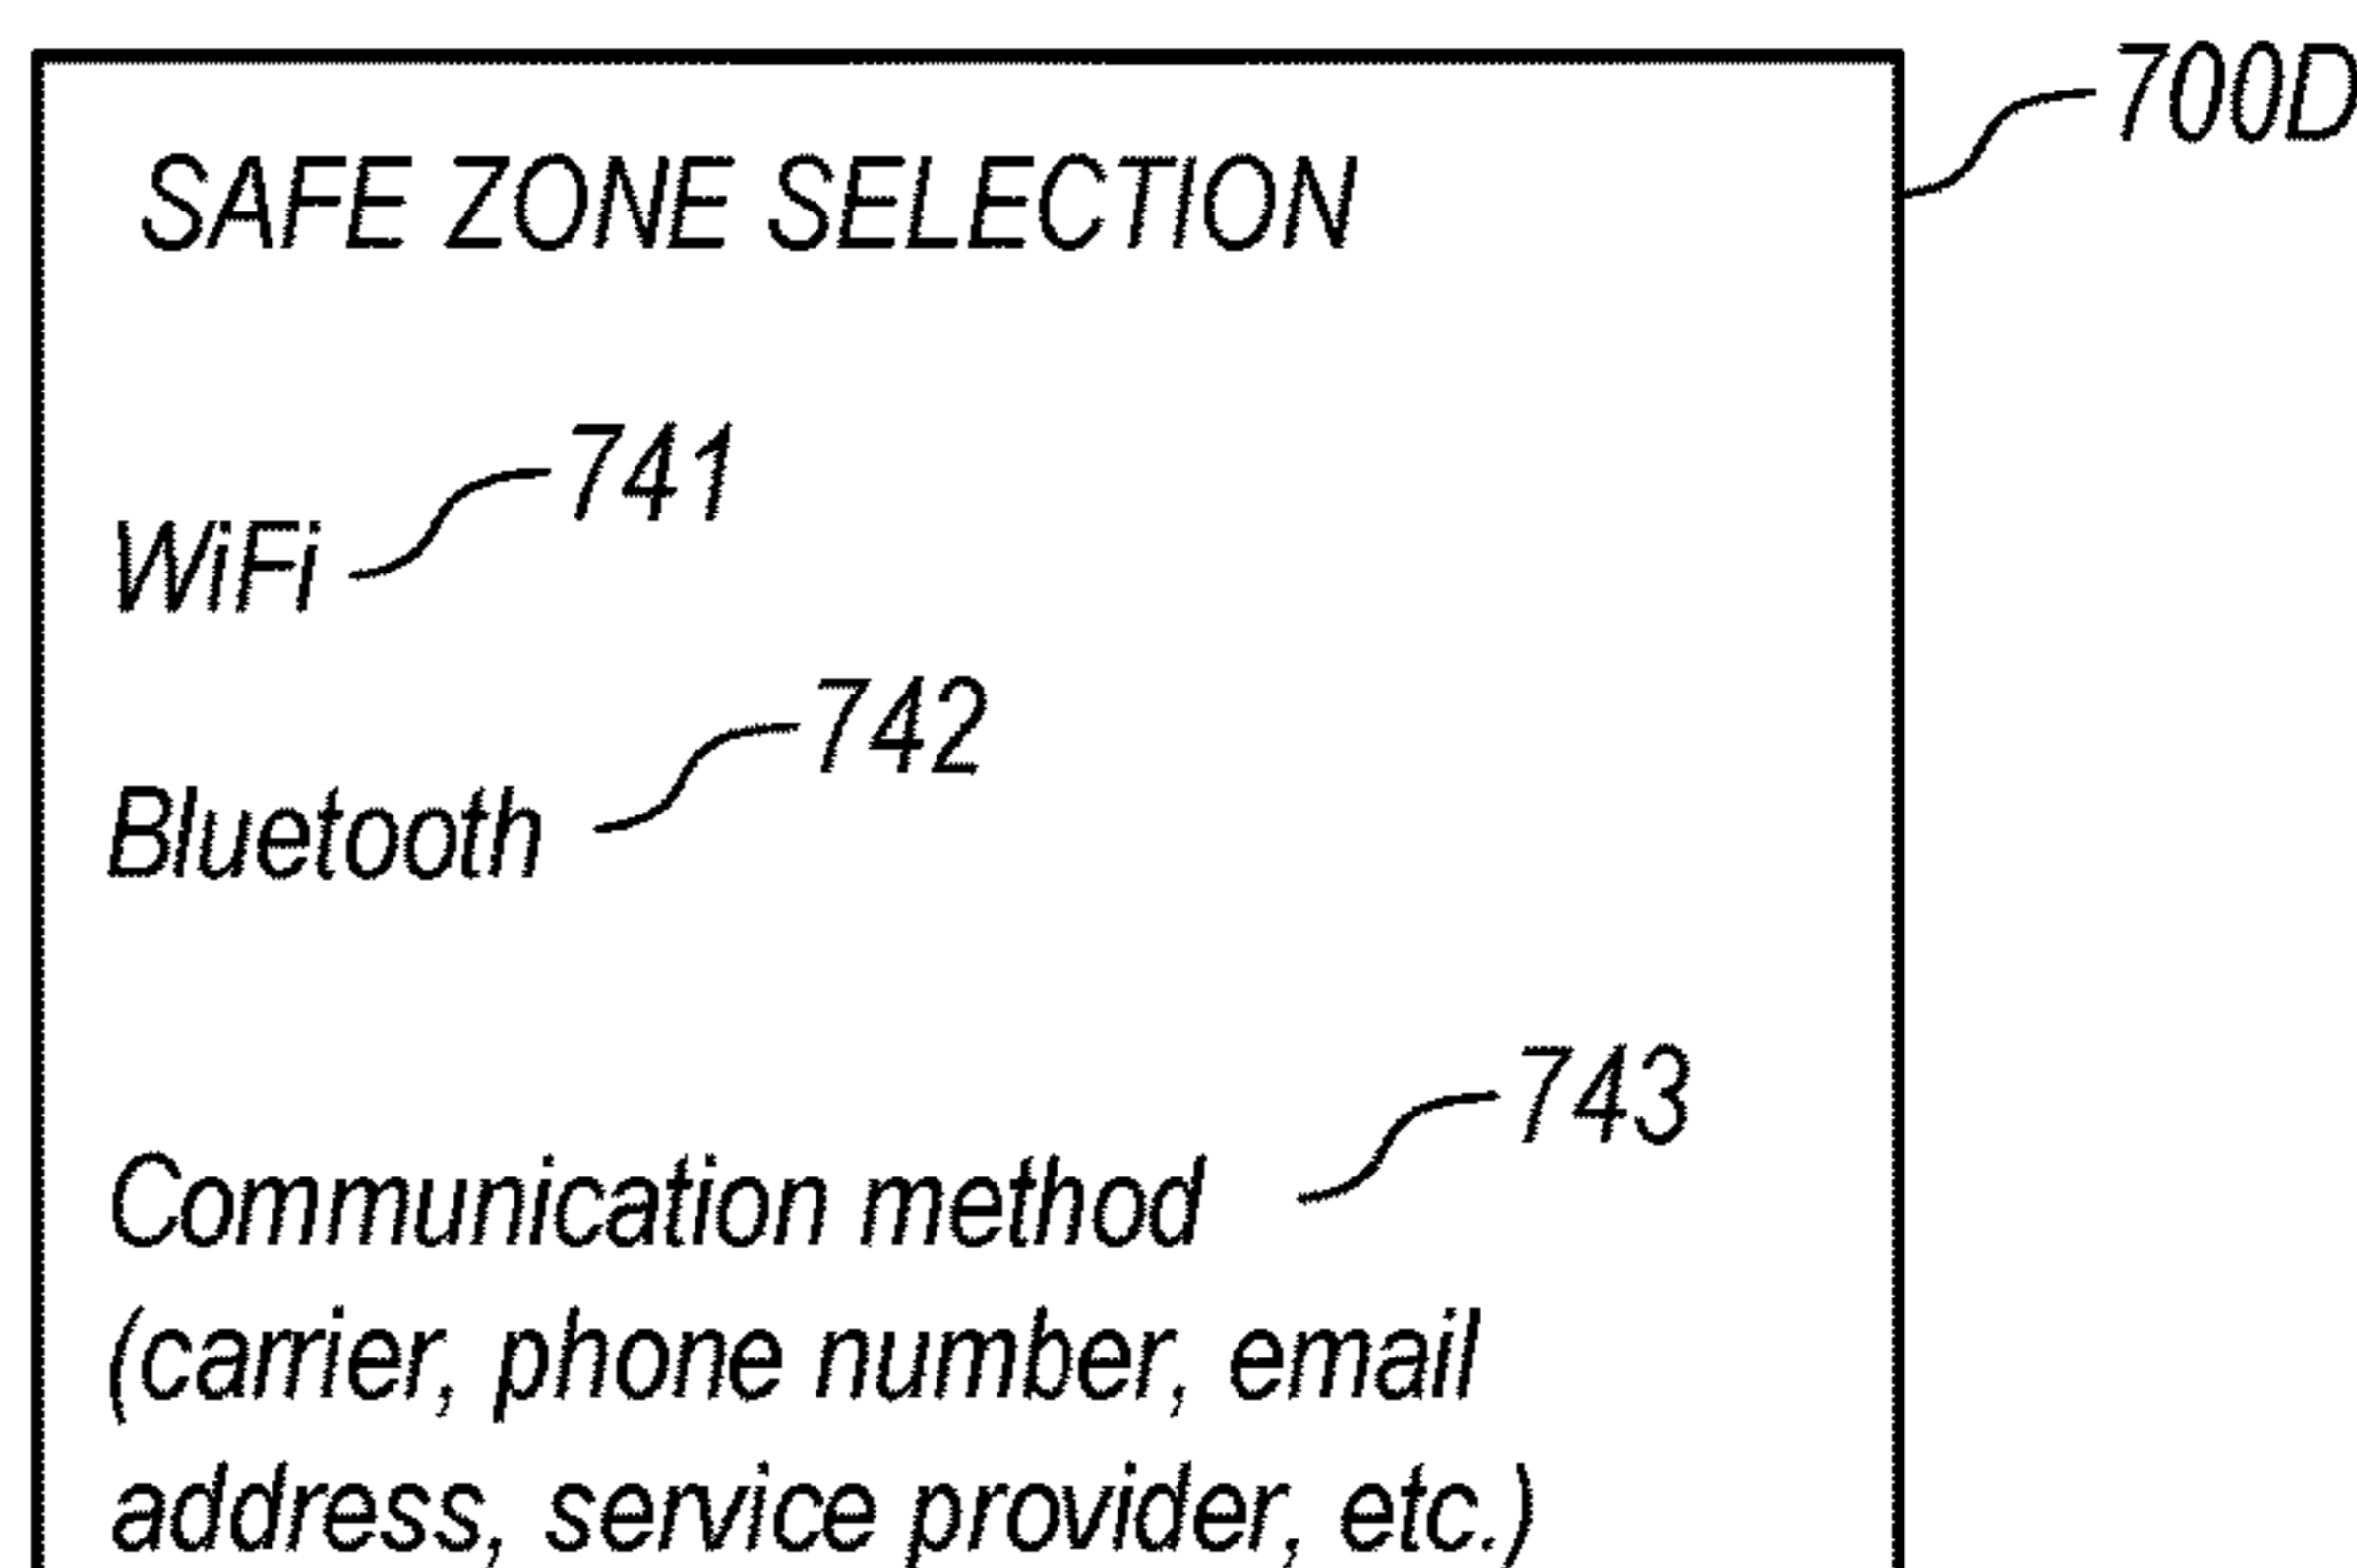 700D
SAFE ZONE SELECTION
741
WiFi
742
Bluetooth
743
Communication method
(carrier, phone number, email
address, service provider, etc.)